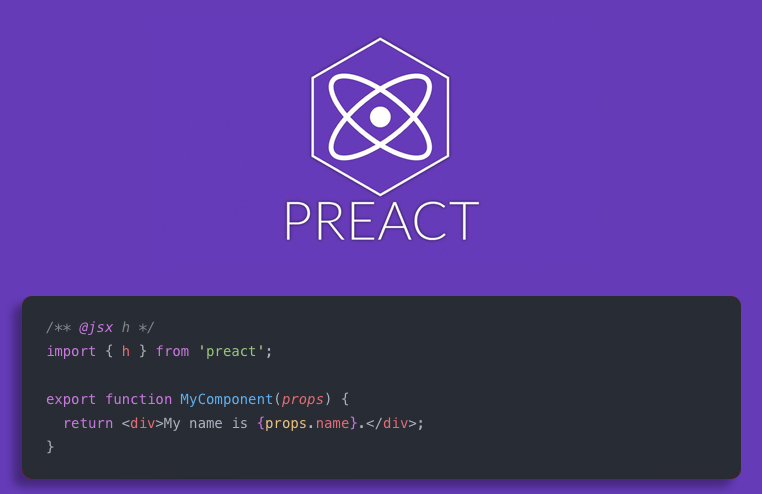 PREACT
/** @jsx h */
import { h } from 'preact';
export function MyComponent(props) {
  return <div>My name is {props.name}.</div>;
}